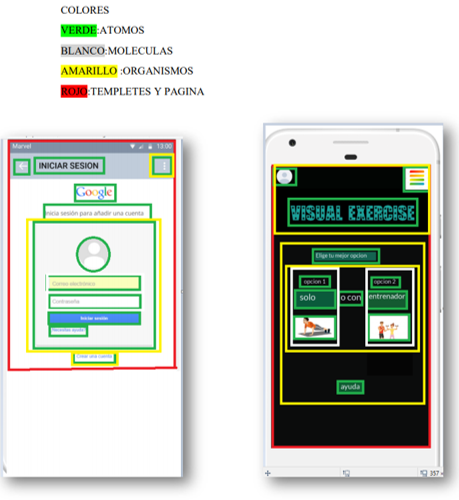 COLORES
VERDE:ATOMOS
BLANCO:MOLECULAS
AMARILLO :ORGANISMOS
ROJO:TEMPLETES Y PAGINA
Marvel 13:00
INICIAR SESION
Google
Inicia sesión para añadir una cuenta
Correo electrónico
Contraseña
Iniciar sesión
Necesitas ayuda?
Crear una cuenta
VISUAL EXERCISE
Elige tu mejor opcion
opcion 1
solo
o con
opcion 2
entrenador
ayuda
357